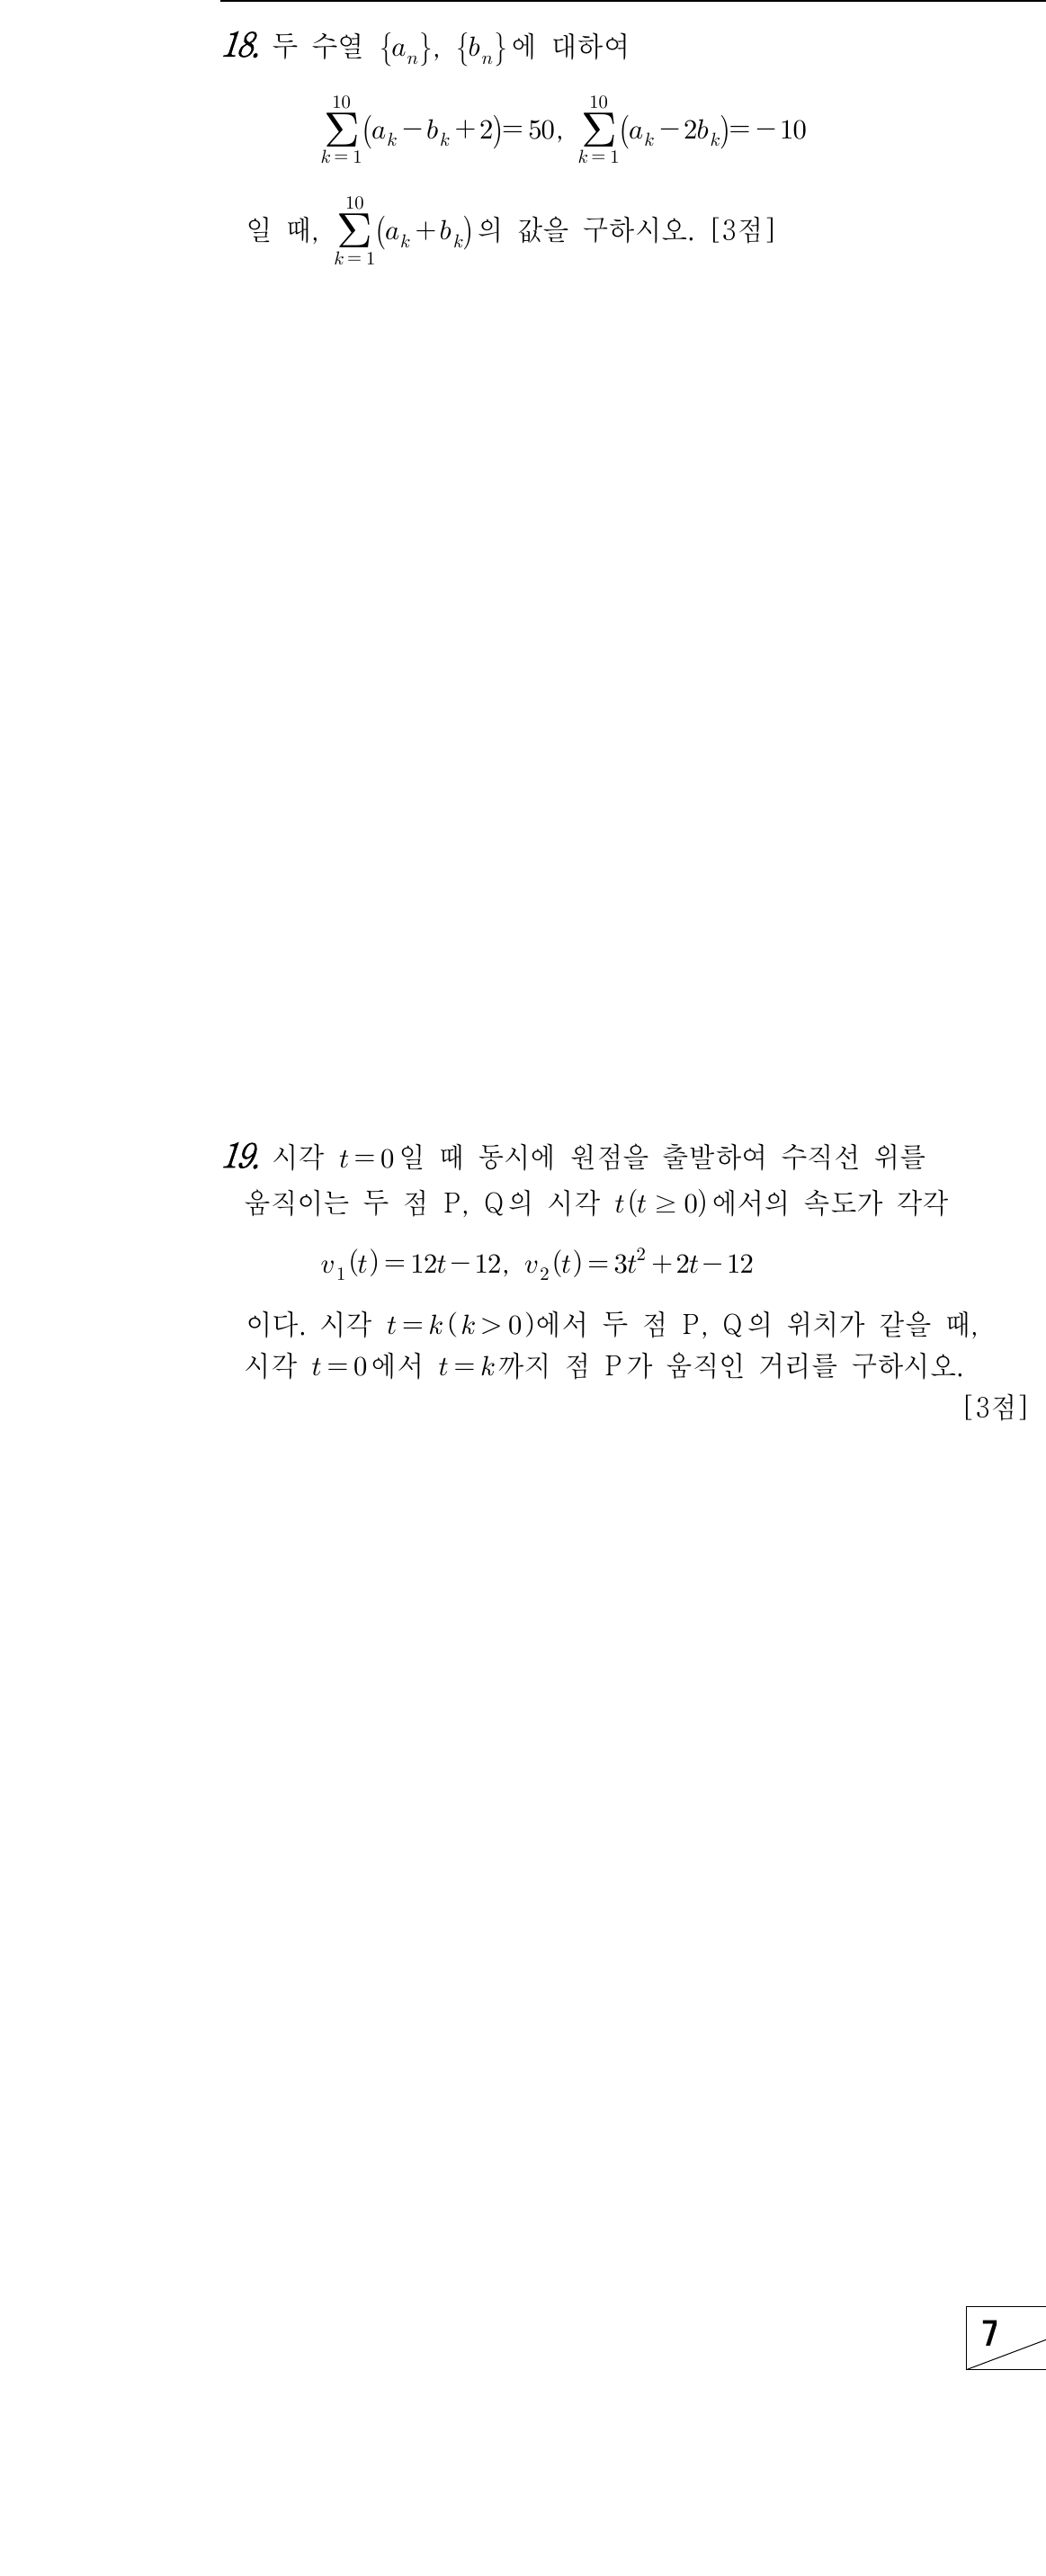 18. 두 수열 {aₙ}, {bₙ}에 대하여
∑_{k=1}^{10}(aₖ−bₖ+2)=50, ∑_{k=1}^{10}(aₖ−2bₖ)=−10
일 때, ∑_{k=1}^{10}(aₖ+bₖ)의 값을 구하시오. [3점]
19. 시각 t=0일 때 동시에 원점을 출발하여 수직선 위를
움직이는 두 점 P, Q의 시각 t(t≥0)에서의 속도가 각각
v₁(t)=12t−12, v₂(t)=3t²+2t−12
이다. 시각 t=k(k>0)에서 두 점 P, Q의 위치가 같을 때,
시각 t=0에서 t=k까지 점 P가 움직인 거리를 구하시오.
[3점]
7